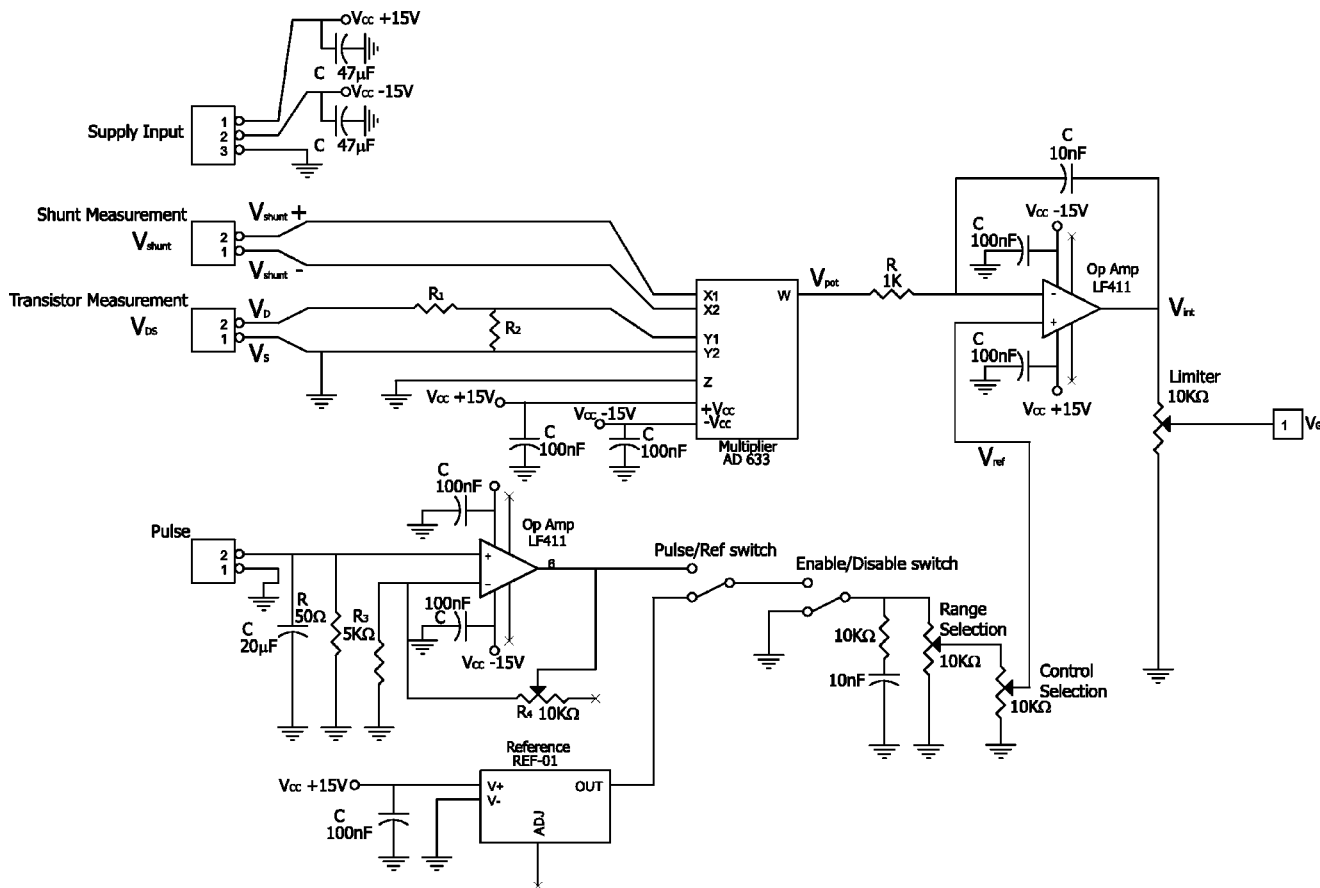 Vcc +15V
C 47µF
Vcc -15V
C 47µF
Supply Input
1
2
3
Shunt Measurement
Vshunt
2
1
Vshunt +
Vshunt -
Transistor Measurement
VDS
2
1
VD
VS
R1
R2
X1
X2
Y1
Y2
Z
+Vcc
-Vcc
W
Multiplier
AD 633
Vcc +15V
Vcc -15V
C
100nF
C
100nF
Vpot
R
1K
C
10nF
Vcc -15V
C
100nF
Op Amp
LF411
-
+
C
100nF
Vcc +15V
Vint
Limiter
10KΩ
1
Vref
Pulse
2
1
C
100nF
Op Amp
LF411
+
-
6
100nF
C
Vcc -15V
R
50Ω
C
20µF
R3
5KΩ
R4 10KΩ
Pulse/Ref switch
Enable/Disable switch
10KΩ
10nF
Range
Selection
10KΩ
Control
Selection
10KΩ
Reference
REF-01
Vcc +15V
C
100nF
V+
V-
OUT
ADJ